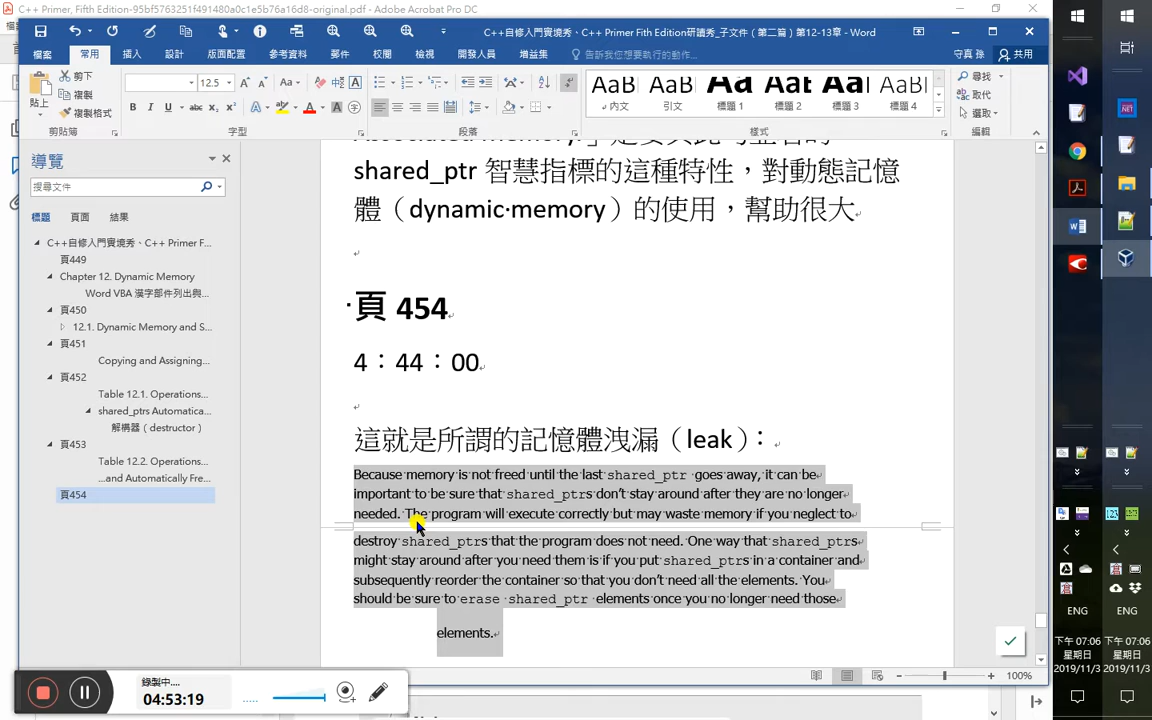 C++ Primer, Fifth Edition-95bf5763251f491480a0c1e5b76a16d8-original.pdf - Adobe Acrobat Pro DC
C++自修入門實境秀、C++ Primer Fifth Edition研讀秀_子文件（第二篇）第12-13章 - Word
檔案 常用 插入 設計 版面配置 參考資料 郵件 校閱 檢視 開發人員 增益集 告訴我您想要執行的動作... 守真 錄 共用
貼上 剪下 複製 複製格式
12.5
AaB AaB Aa Aat Aa AaBl
內文 引文 標題 1 標題 2 標題 3 標題 4
尋找 取代 選取
剪貼簿 字型 段落 樣式 編輯
導覽
搜尋文件
標題 頁面 結果
C++自修入門實境秀、C++ Primer F...
頁449
Chapter 12. Dynamic Memory
Word VBA 漢字部件列出與...
頁450
12.1. Dynamic Memory and S...
頁451
Copying and Assigning...
頁452
Table 12.1. Operations...
shared_ptrs Automatica...
解構器（destructor）
頁453
Table 12.2. Operations...
...and Automatically Fre...
頁454
shared_ptr 智慧指標的這種特性，對動態記憶
體（dynamic·memory）的使用，幫助很大
頁 454
4：44：00
這就是所謂的記憶體洩漏（leak）：
Because memory is not freed until the last shared_ptr goes away, it can be
important to be sure that shared_ptrs don’t stay around after they are no longer
needed. The program will execute correctly but may waste memory if you neglect to
destroy shared_ptrs that the program does not need. One way that shared_ptrs
might stay around after you need them is if you put shared_ptrs in a container and
subsequently reorder the container so that you don’t need all the elements. You
should be sure to erase shared_ptr elements once you no longer need those
elements.
100%
錄製中....
04:53:19
ENG ENG
下午 07:06 下午 07:06
星期日 星期日
2019/11/3 2019/11/3